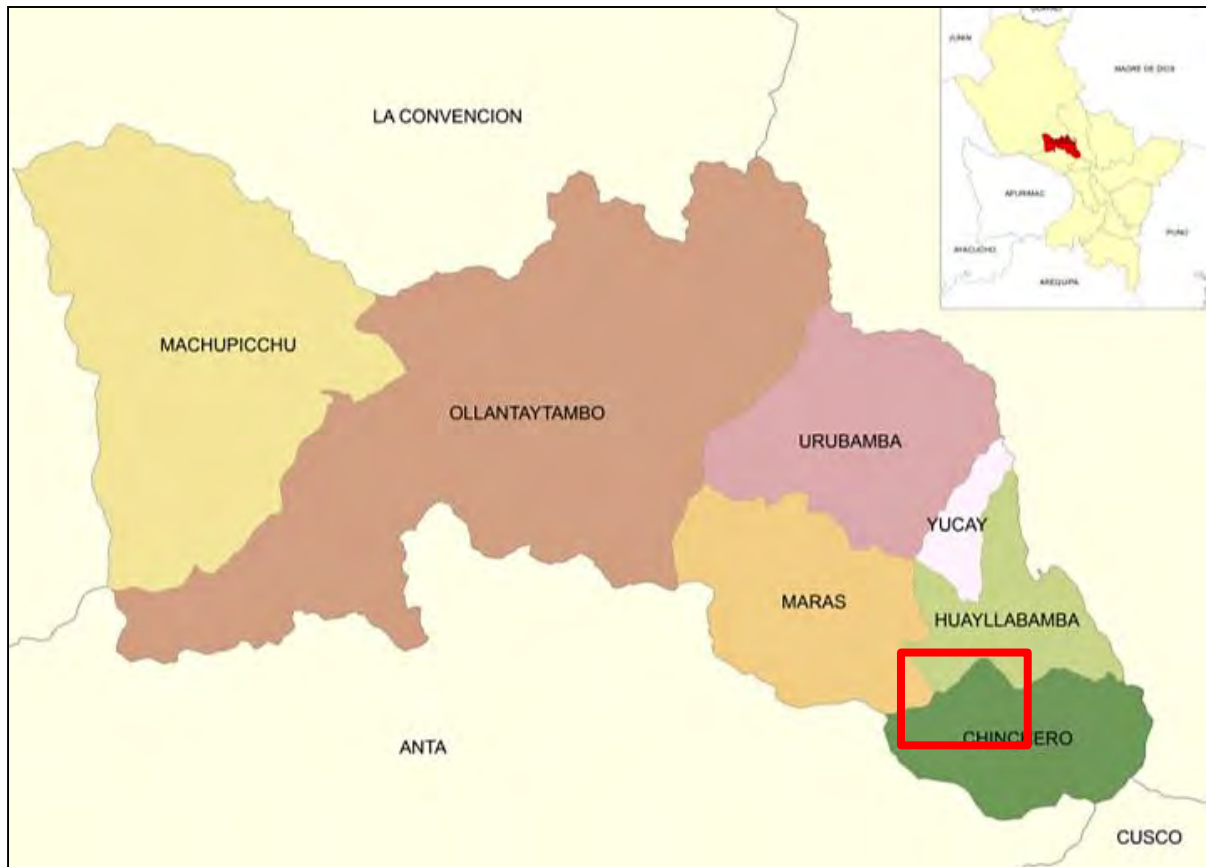 JUNIN
MADRE DE DIOS
LA CONVENCION
APURIMAC
PUNO
AYACUCHO
AREQUIPA
MACHUPICCHU
OLLANTAYTAMBO
URUBAMBA
YUCAY
MARAS
HUAYLLABAMBA
CHINCHERO
ANTA
CUSCO